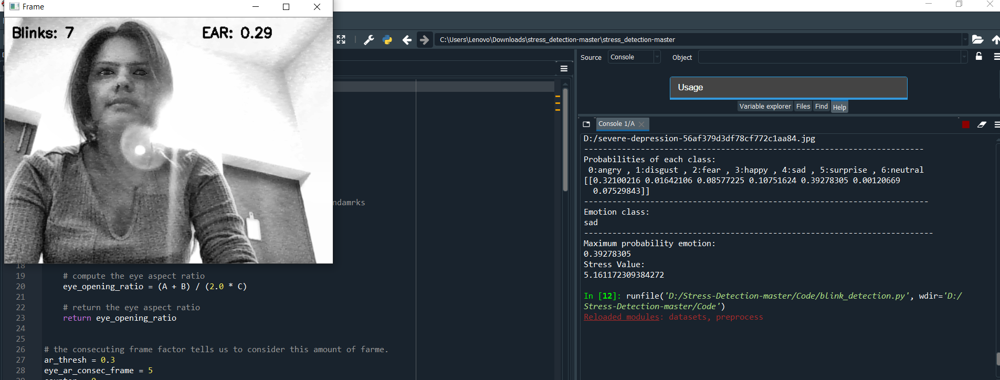 Frame
Blinks: 7
EAR: 0.29
C:\Users\Lenovo\Downloads\stress_detection-master\stress_detection-master
Source Console Object
Usage
Variable explorer Files Find Help
Console 1/A
ndamrks
18
19 # compute the eye aspect ratio
20 eye_opening_ratio = (A + B) / (2.0 * C)
21
22 # return the eye aspect ratio
23 return eye_opening_ratio
24
25
26 # the consecuting frame factor tells us to consider this amount of farme.
27 ar_thresh = 0.3
28 eye_ar_consec_frame = 5
D:/severe-depression-56af379d3df78cf772c1aa84.jpg
------------------------------------------------------------------------
Probabilities of each class:
0:angry , 1:disgust , 2:fear , 3:happy , 4:sad , 5:surprise , 6:neutral
[[0.32100216 0.01642106 0.08577225 0.10751624 0.39278305 0.00120669
0.07529843]]
-------------------------------------------------------------------------
Emotion class:
sad
--------------------------------------------------------------------------
Maximum probability emotion:
0.39278305
Stress Value:
5.161172309384272
In [12]: runfile('D:/Stress-Detection-master/Code/blink_detection.py', wdir='D:/
Stress-Detection-master/Code')
Reloaded modules: datasets, preprocess